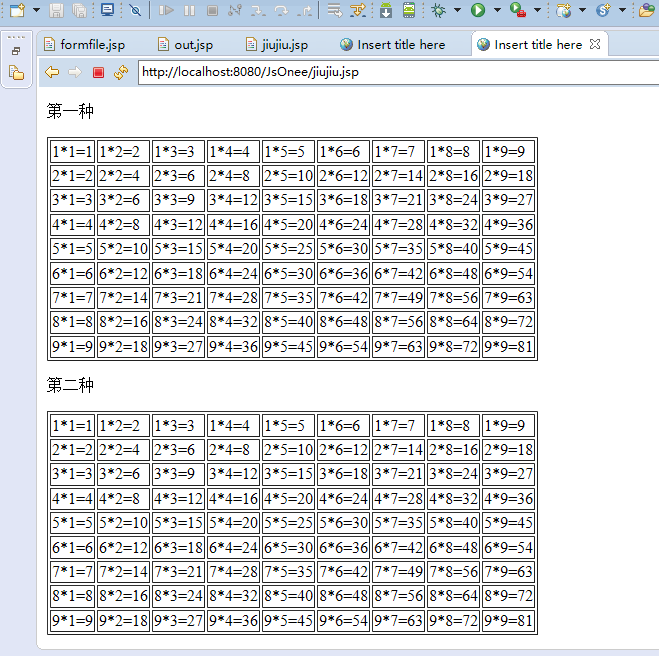 formfile.jsp out.jsp jiujiu.jsp Insert title here Insert title here
http://localhost:8080/JsOnee/jiujiu.jsp
第一种
1*1=1 1*2=2 1*3=3 1*4=4 1*5=5 1*6=6 1*7=7 1*8=8 1*9=9
2*1=2 2*2=4 2*3=6 2*4=8 2*5=10 2*6=12 2*7=14 2*8=16 2*9=18
3*1=3 3*2=6 3*3=9 3*4=12 3*5=15 3*6=18 3*7=21 3*8=24 3*9=27
4*1=4 4*2=8 4*3=12 4*4=16 4*5=20 4*6=24 4*7=28 4*8=32 4*9=36
5*1=5 5*2=10 5*3=15 5*4=20 5*5=25 5*6=30 5*7=35 5*8=40 5*9=45
6*1=6 6*2=12 6*3=18 6*4=24 6*5=30 6*6=36 6*7=42 6*8=48 6*9=54
7*1=7 7*2=14 7*3=21 7*4=28 7*5=35 7*6=42 7*7=49 7*8=56 7*9=63
8*1=8 8*2=16 8*3=24 8*4=32 8*5=40 8*6=48 8*7=56 8*8=64 8*9=72
9*1=9 9*2=18 9*3=27 9*4=36 9*5=45 9*6=54 9*7=63 9*8=72 9*9=81
第二种
1*1=1 1*2=2 1*3=3 1*4=4 1*5=5 1*6=6 1*7=7 1*8=8 1*9=9
2*1=2 2*2=4 2*3=6 2*4=8 2*5=10 2*6=12 2*7=14 2*8=16 2*9=18
3*1=3 3*2=6 3*3=9 3*4=12 3*5=15 3*6=18 3*7=21 3*8=24 3*9=27
4*1=4 4*2=8 4*3=12 4*4=16 4*5=20 4*6=24 4*7=28 4*8=32 4*9=36
5*1=5 5*2=10 5*3=15 5*4=20 5*5=25 5*6=30 5*7=35 5*8=40 5*9=45
6*1=6 6*2=12 6*3=18 6*4=24 6*5=30 6*6=36 6*7=42 6*8=48 6*9=54
7*1=7 7*2=14 7*3=21 7*4=28 7*5=35 7*6=42 7*7=49 7*8=56 7*9=63
8*1=8 8*2=16 8*3=24 8*4=32 8*5=40 8*6=48 8*7=56 8*8=64 8*9=72
9*1=9 9*2=18 9*3=27 9*4=36 9*5=45 9*6=54 9*7=63 9*8=72 9*9=81